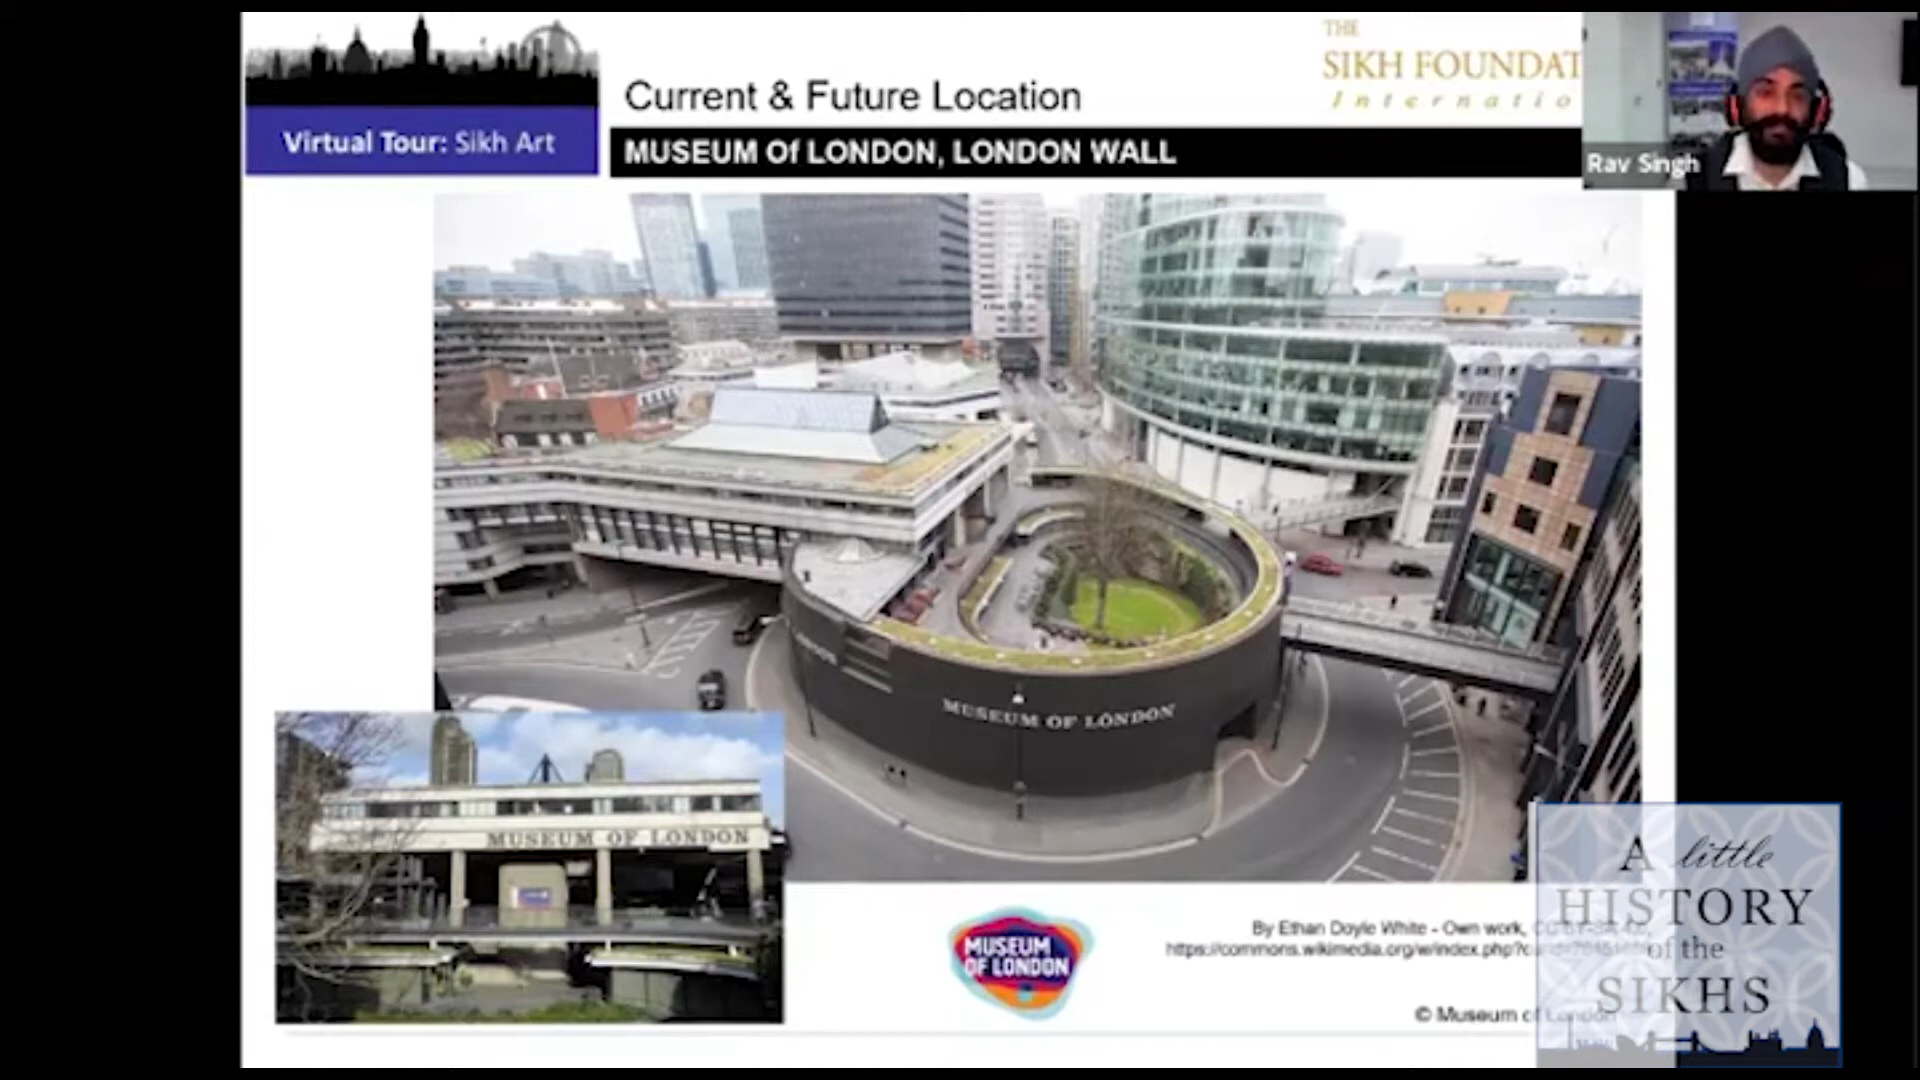 THE
SIKH FOUNDAT
Internatio
Current & Future Location
Virtual Tour: Sikh Art
MUSEUM Of LONDON, LONDON WALL
Rav Singh
MUSEUM OF LONDON
MUSEUM OF LONDON
MUSEUM
OF LONDON
By Ethan Doyle White - Own work,
https://commons.wikimedia.org/w/index.php?
© Museum of London
A little
HISTORY
of the
SIKHS